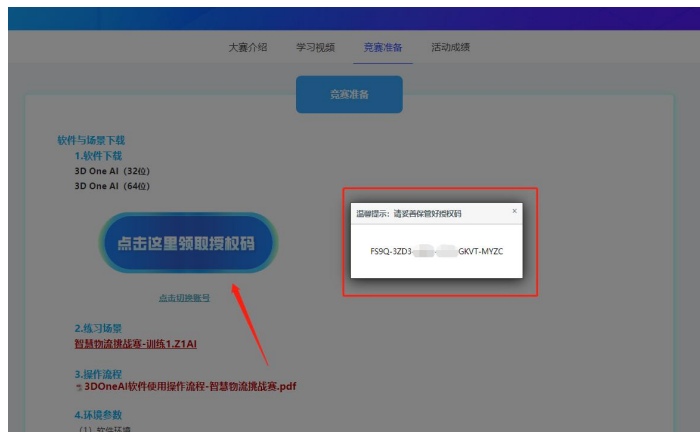 大赛介绍 学习视频 竞赛准备 活动成绩
竞赛准备
软件与场景下载
1.软件下载
3D One AI（32位）
3D One AI（64位）
点击这里领取授权码
点击切换账号
温馨提示：请妥善保管好授权码 ×
FS9Q-3ZD3- GKVT-MYZC
2.练习场景
智慧物流挑战赛-训练1.Z1AI
3.操作流程
3DOneAI软件使用操作流程-智慧物流挑战赛.pdf
4.环境参数
（1）软件环境